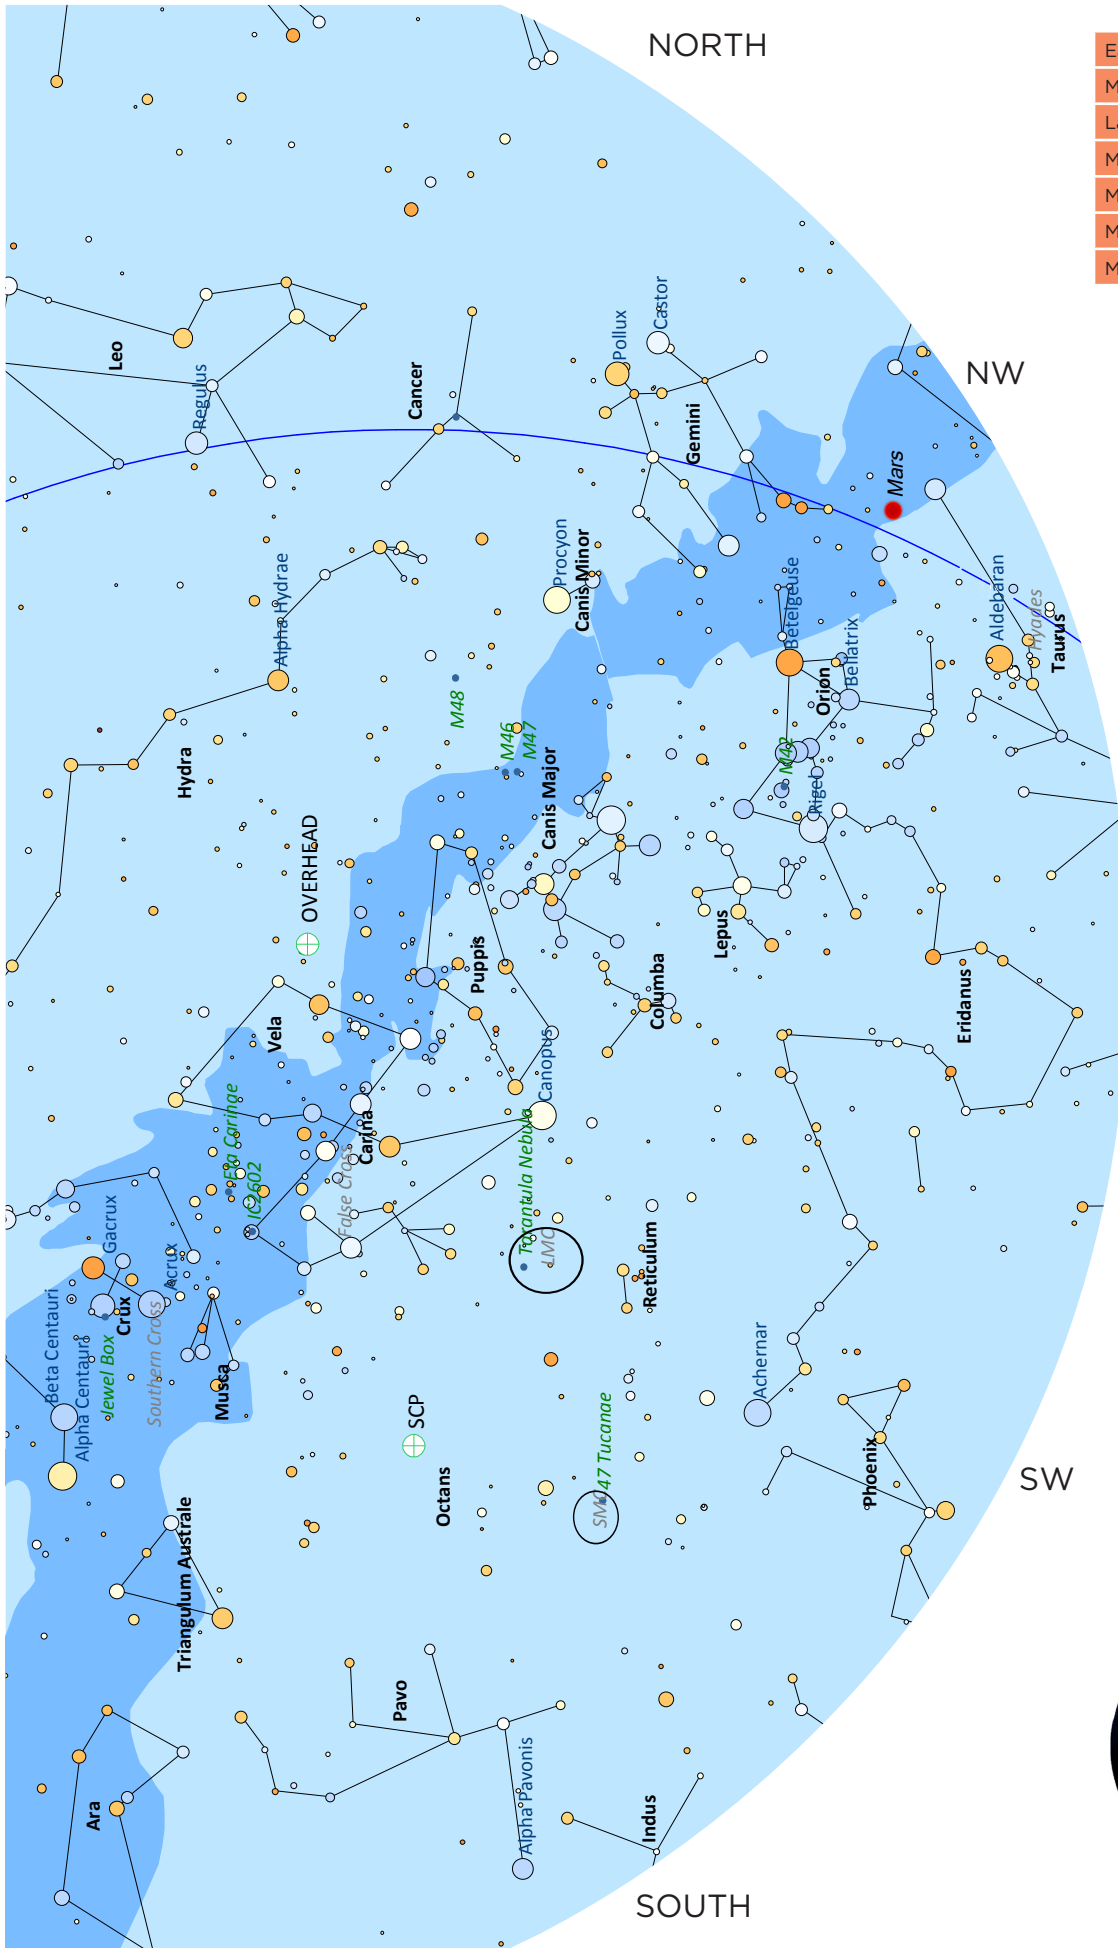 NORTH
NW
SW
SOUTH
Leo
Regulus
Cancer
Castor
Pollux
Gemini
Mars
Alpha Hydrae
Procyon
Canis Minor
Betelgeuse
Aldebaran
Hyades
Taurus
Orion
Bellatrix
M48
M46
M47
M42
Hydra
Canis Major
Rigel
OVERHEAD
Puppis
Lepus
Columba
Eridanus
Vela
Canopus
Carina
Eta Carinae
IC2602
False Cross
Tarantula Nebula
LMC
Reticulum
Gacrux
Acrux
Crux
Beta Centauri
Alpha Centauri
Jewel Box
Southern Cross
Musca
SCP
Achernar
Octans
47 Tucanae
SMC
Phoenix
Triangulum Australe
Pavo
Ara
Alpha Pavonis
Indus
E
M
La
M
M
M
M